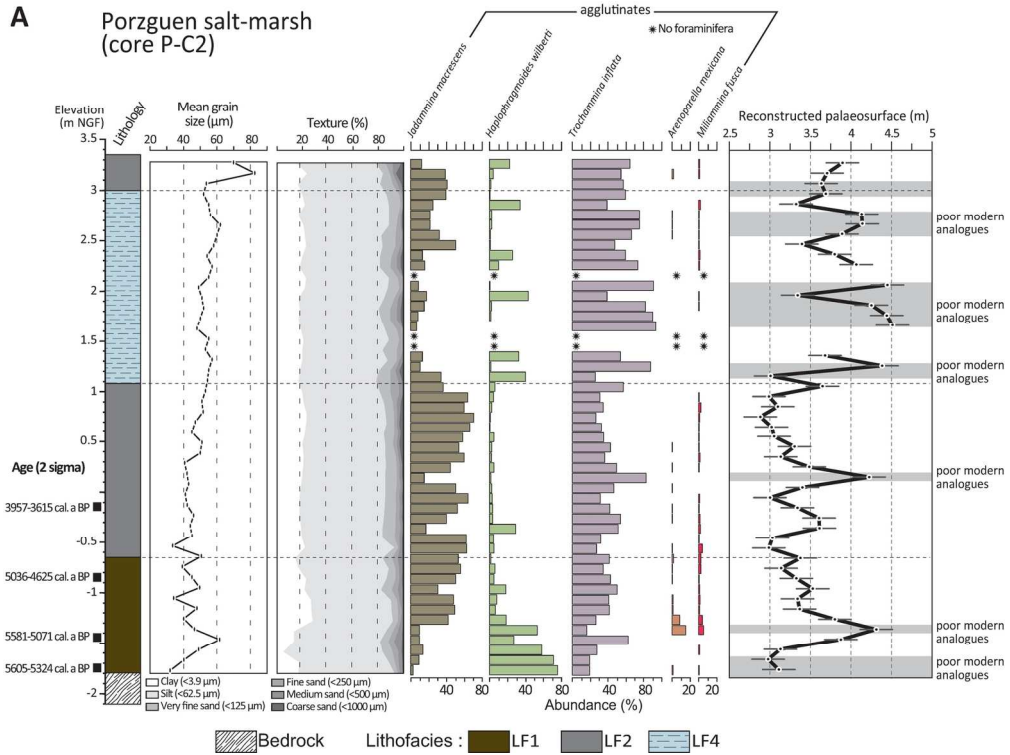 A
Porzguen salt-marsh
(core P-C2)
agglutinates
✷ No foraminifera
Elevation
(m NGF)
Lithology
Mean grain
size (µm)
Texture (%)
Jadammina macrescens
Haplophragmoides wilberti
Trochammina inflata
Arenoparella mexicana
Miliammina fusca
Reconstructed palaeosurface (m)
3.5
20 40 60 80
20 40 60 80
2.5 3 3.5 4 4.5 5
3
2.5
2
1.5
1
0.5
-0.5
-1
-2
Age (2 sigma)
3957-3615 cal. a BP
5036-4625 cal. a BP
5581-5071 cal. a BP
5605-5324 cal. a BP
poor modern
analogues
poor modern
analogues
poor modern
analogues
poor modern
analogues
poor modern
analogues
poor modern
analogues
Clay (<3.9 µm)
Silt (<62.5 µm)
Very fine sand (<125 µm)
Fine sand (<250 µm)
Medium sand (<500 µm)
Coarse sand (<1000 µm)
40 80 40 80 20 40 60 80
Abundance (%)
Bedrock
Lithofacies :
LF1
LF2
LF4